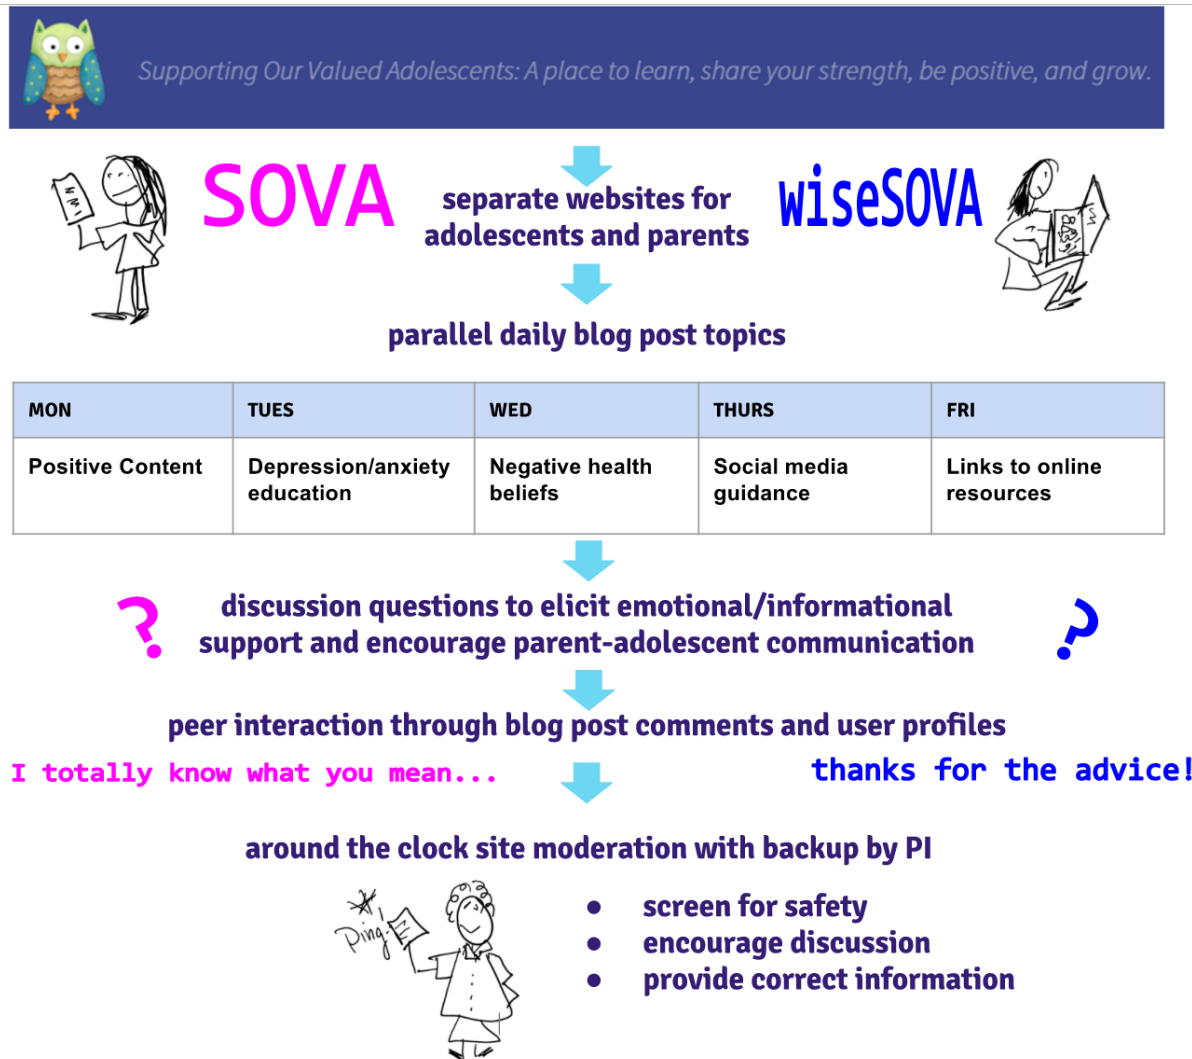 Supporting Our Valued Adolescents: A place to learn, share your strength, be positive, and grow.
SOVA
separate websites for
adolescents and parents
wiseSOVA
parallel daily blog post topics
MON
TUES
WED
THURS
FRI
Positive Content
Depression/anxiety
education
Negative health
beliefs
Social media
guidance
Links to online
resources
?
discussion questions to elicit emotional/informational
support and encourage parent-adolescent communication
?
peer interaction through blog post comments and user profiles
I totally know what you mean...
thanks for the advice!
around the clock site moderation with backup by PI
Ping!
● screen for safety
● encourage discussion
● provide correct information